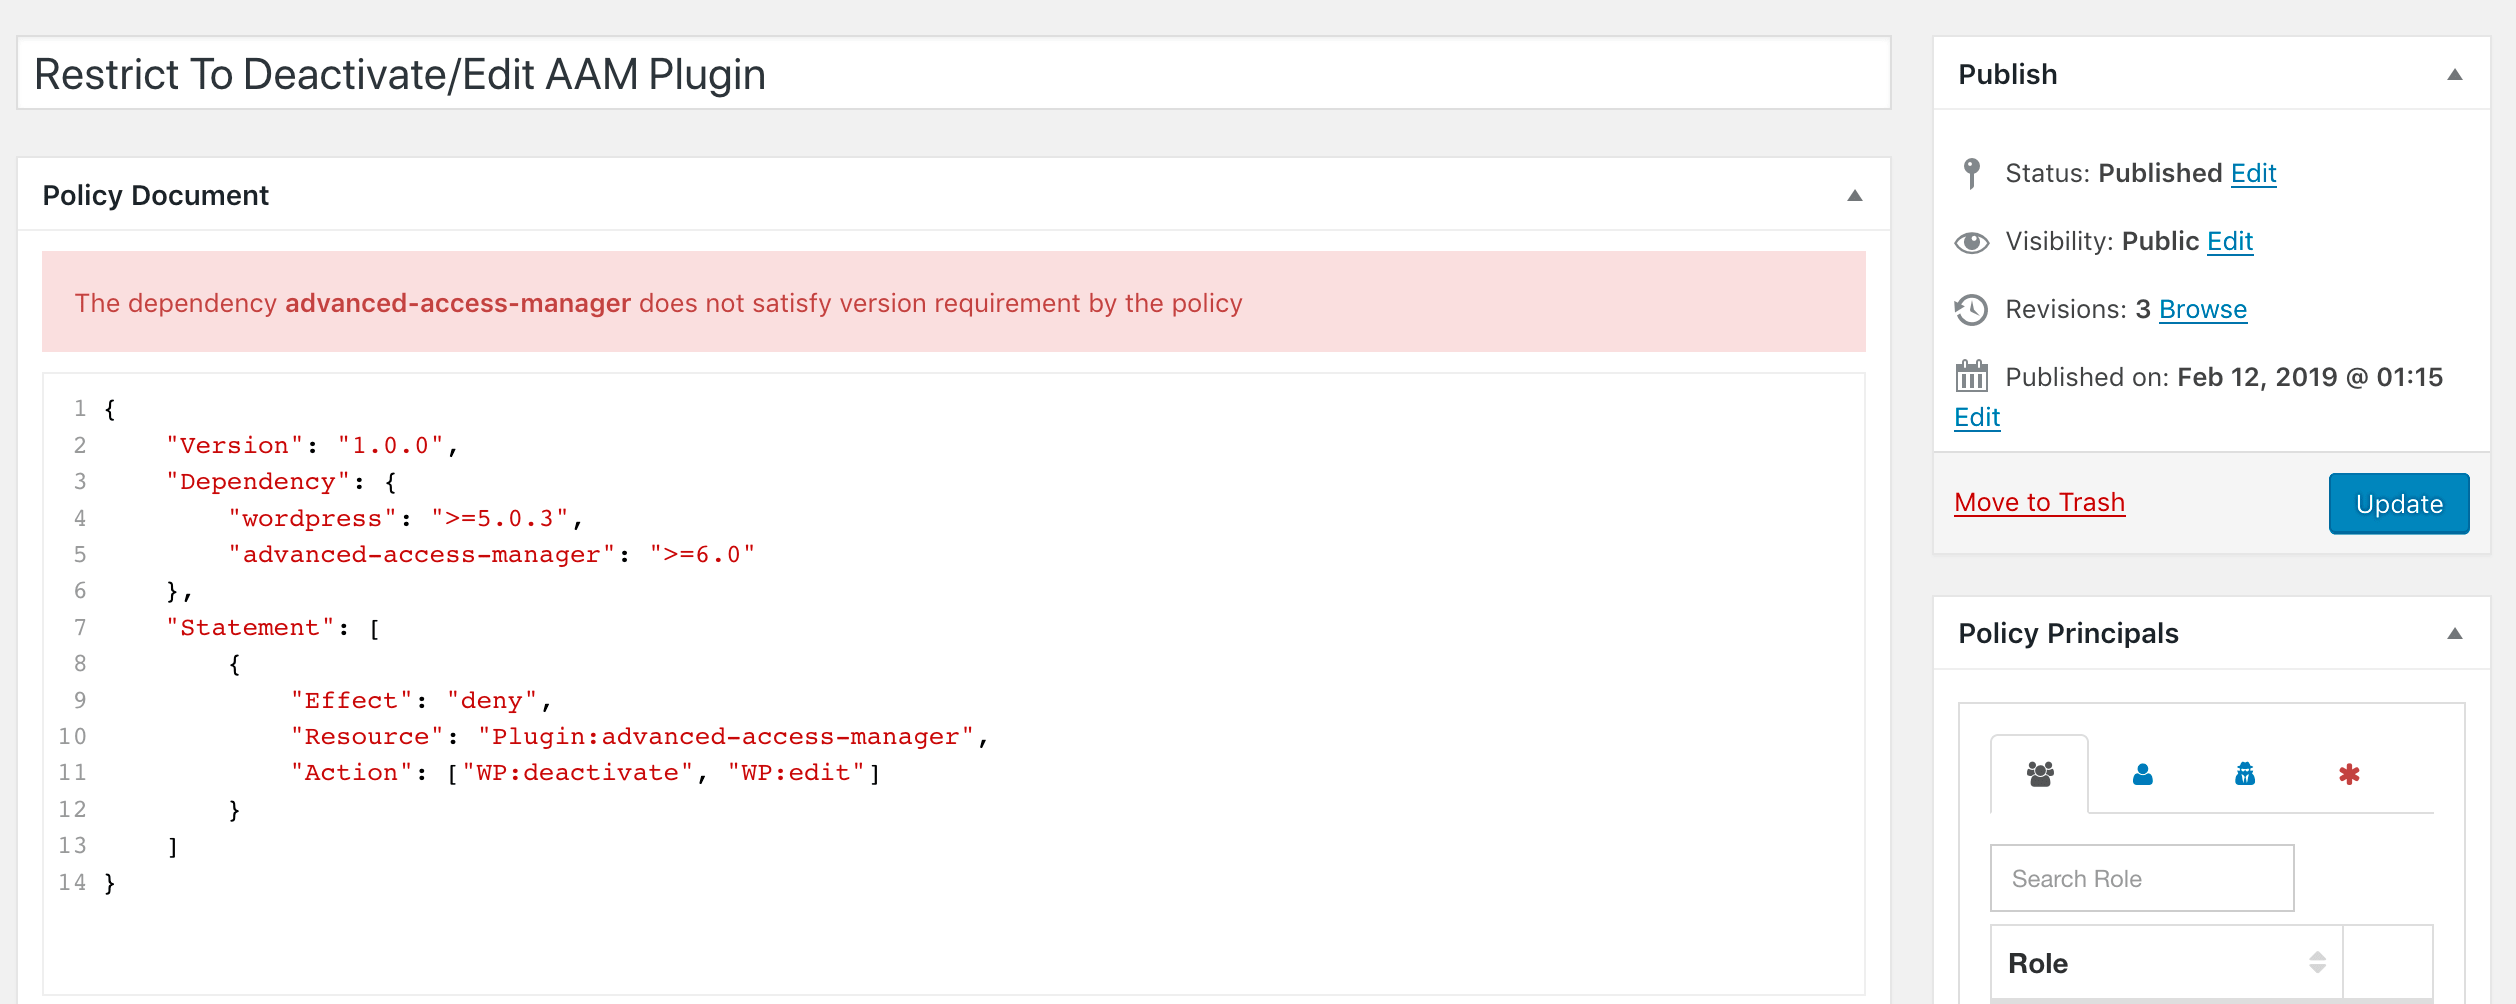 Restrict To Deactivate/Edit AAM Plugin
Policy Document
The dependency advanced-access-manager does not satisfy version requirement by the policy
1 {
2     "Version": "1.0.0",
3     "Dependency": {
4         "wordpress": ">=5.0.3",
5         "advanced-access-manager": ">=6.0"
6     },
7     "Statement": [
8         {
9             "Effect": "deny",
10             "Resource": "Plugin:advanced-access-manager",
11             "Action": ["WP:deactivate", "WP:edit"]
12         }
13     ]
14 }
Publish
Status: Published Edit
Visibility: Public Edit
Revisions: 3 Browse
Published on: Feb 12, 2019 @ 01:15
Edit
Move to Trash
Update
Policy Principals
Search Role
Role